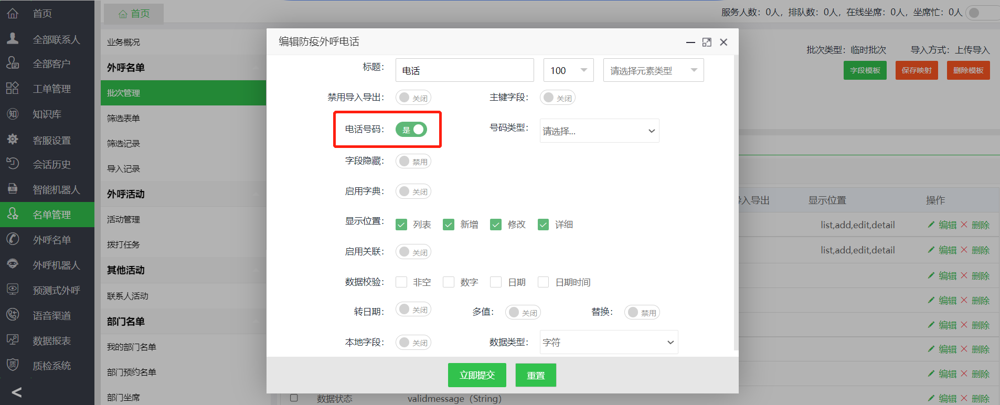 首页
全部联系人
全部客户
工单管理
知识库
客服设置
会话历史
智能机器人
名单管理
外呼名单
外呼机器人
预测式外呼
语音渠道
数据报表
质检系统
首页
业务概况
外呼名单
批次管理
筛选表单
筛选记录
导入记录
外呼活动
活动管理
拨打任务
其他活动
联系人活动
部门名单
我的部门名单
部门预约名单
部门坐席
服务人数：0人，排队数：0人，在线坐席：0人，坐席忙：0人
批次类型：临时批次 导入方式：上传导入
字段模板 保存映射 删除模板
编辑防疫外呼电话
标题： 电话 100 请选择元素类型
禁用导入导出： 关闭 主键字段： 关闭
电话号码： 是 号码类型： 请选择...
字段隐藏： 禁用
启用字典： 关闭
显示位置： 列表 新增 修改 详细
启用关联： 关闭
数据校验： 非空 数字 日期 日期时间
转日期： 关闭 多值： 关闭 替换： 禁用
本地字段： 关闭 数据类型： 字符
立即提交 重置
入导出 显示位置 操作
list,add,edit,detail 编辑 删除
list,add,edit,detail 编辑 删除
编辑 删除
编辑 删除
编辑 删除
编辑 删除
编辑 删除
数据状态 validmessage（String） 编辑 删除